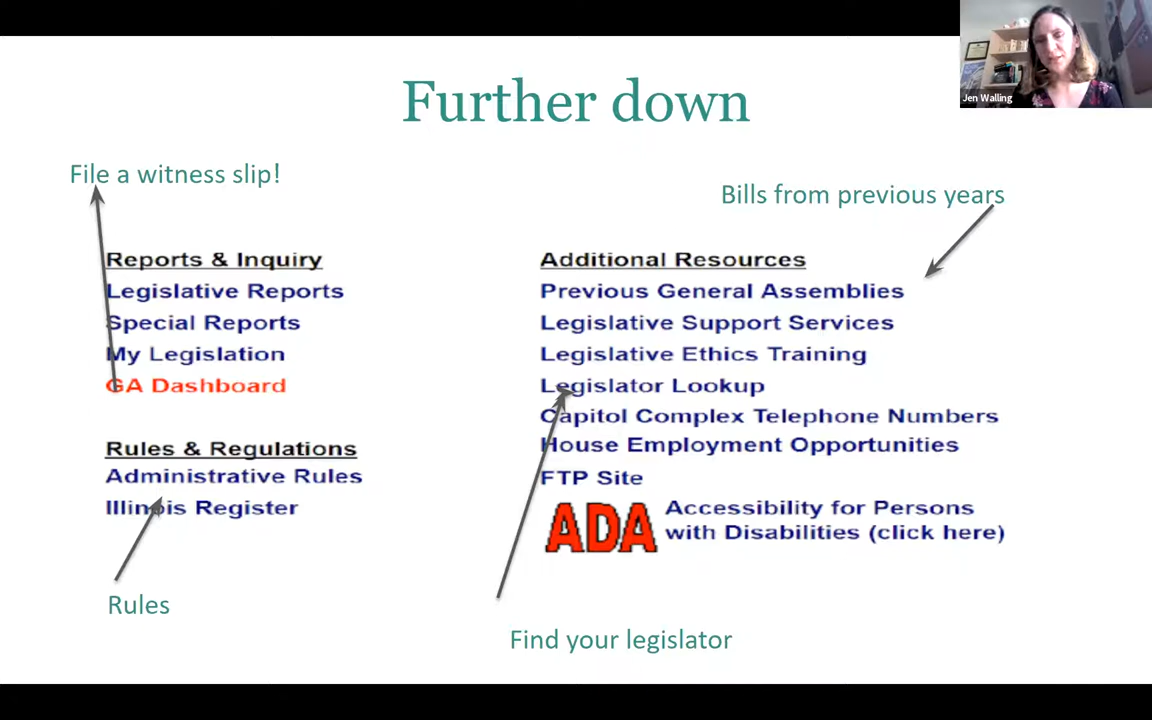 Jen Walling
Further down
File a witness slip!
Bills from previous years
Reports & Inquiry
Legislative Reports
Special Reports
My Legislation
GA Dashboard
Rules & Regulations
Administrative Rules
Illinois Register
Rules
Additional Resources
Previous General Assemblies
Legislative Support Services
Legislative Ethics Training
Legislator Lookup
Capitol Complex Telephone Numbers
House Employment Opportunities
FTP Site
ADA
Accessibility for Persons
with Disabilities (click here)
Find your legislator